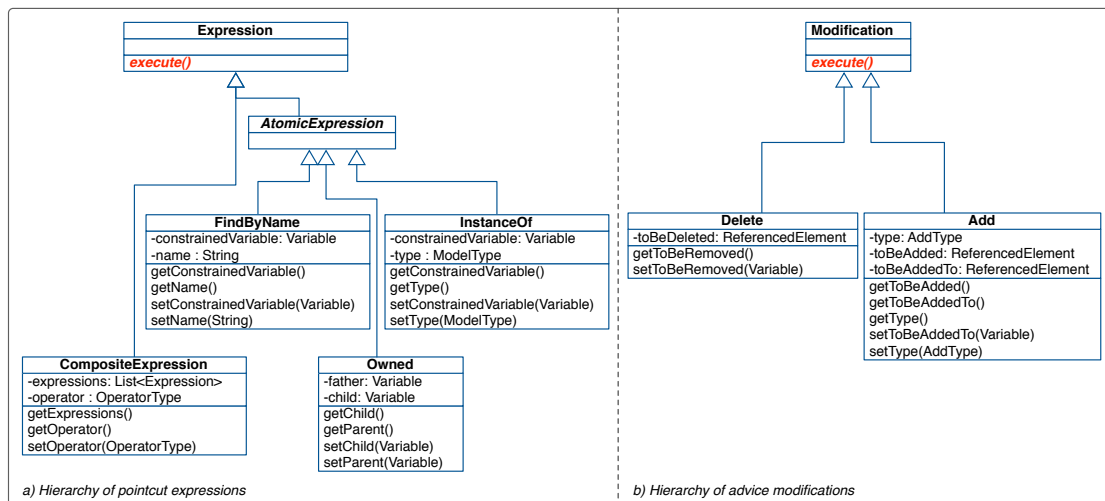 Expression
execute()
AtomicExpression
FindByName
-constrainedVariable: Variable
-name : String
getConstrainedVariable()
getName()
setConstrainedVariable(Variable)
setName(String)
InstanceOf
-constrainedVariable: Variable
-type : ModelType
getConstrainedVariable()
getType()
setConstrainedVariable(Variable)
setType(ModelType)
CompositeExpression
-expressions: List<Expression>
-operator : OperatorType
getExpressions()
getOperator()
setOperator(OperatorType)
Owned
-father: Variable
-child: Variable
getChild()
getParent()
setChild(Variable)
setParent(Variable)
a) Hierarchy of pointcut expressions
Modification
execute()
Delete
-toBeDeleted: ReferencedElement
getToBeRemoved()
setToBeRemoved(Variable)
Add
-type: AddType
-toBeAdded: ReferencedElement
-toBeAddedTo: ReferencedElement
getToBeAdded()
getToBeAddedTo()
getType()
setToBeAddedTo(Variable)
setType(AddType)
b) Hierarchy of advice modifications